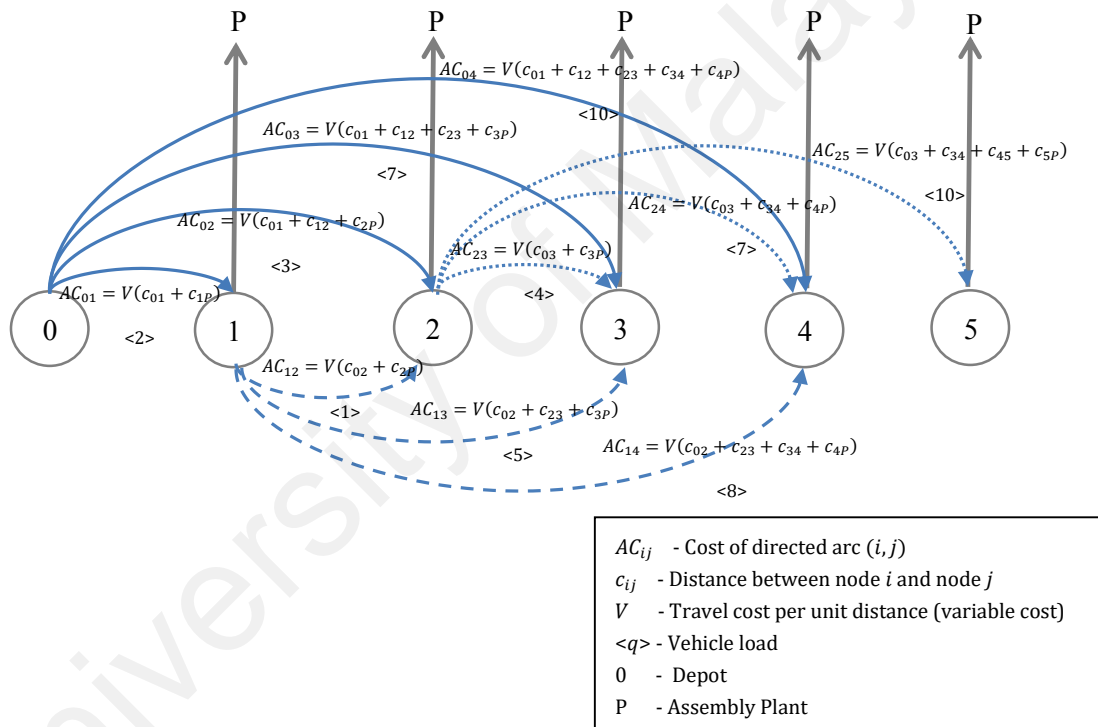 P P P P P
AC₀₄ = V(c₀₁ + c₁₂ + c₂₃ + c₃₄ + c₄P)
<10>
AC₀₃ = V(c₀₁ + c₁₂ + c₂₃ + c₃P)
AC₂₅ = V(c₀₃ + c₃₄ + c₄₅ + c₅P)
<7>
<10>
AC₀₂ = V(c₀₁ + c₁₂ + c₂P)
AC₂₄ = V(c₀₃ + c₃₄ + c₄P)
<3>
AC₂₃ = V(c₀₃ + c₃P)
<7>
AC₀₁ = V(c₀₁ + c₁P)
<4>
0 1 2 3 4 5
<2>
AC₁₂ = V(c₀₂ + c₂P)
<1>
AC₁₃ = V(c₀₂ + c₂₃ + c₃P)
<5>
AC₁₄ = V(c₀₂ + c₂₃ + c₃₄ + c₄P)
<8>
ACᵢⱼ - Cost of directed arc (i, j)
cᵢⱼ - Distance between node i and node j
V - Travel cost per unit distance (variable cost)
<q> - Vehicle load
0 - Depot
P - Assembly Plant
University of Malay